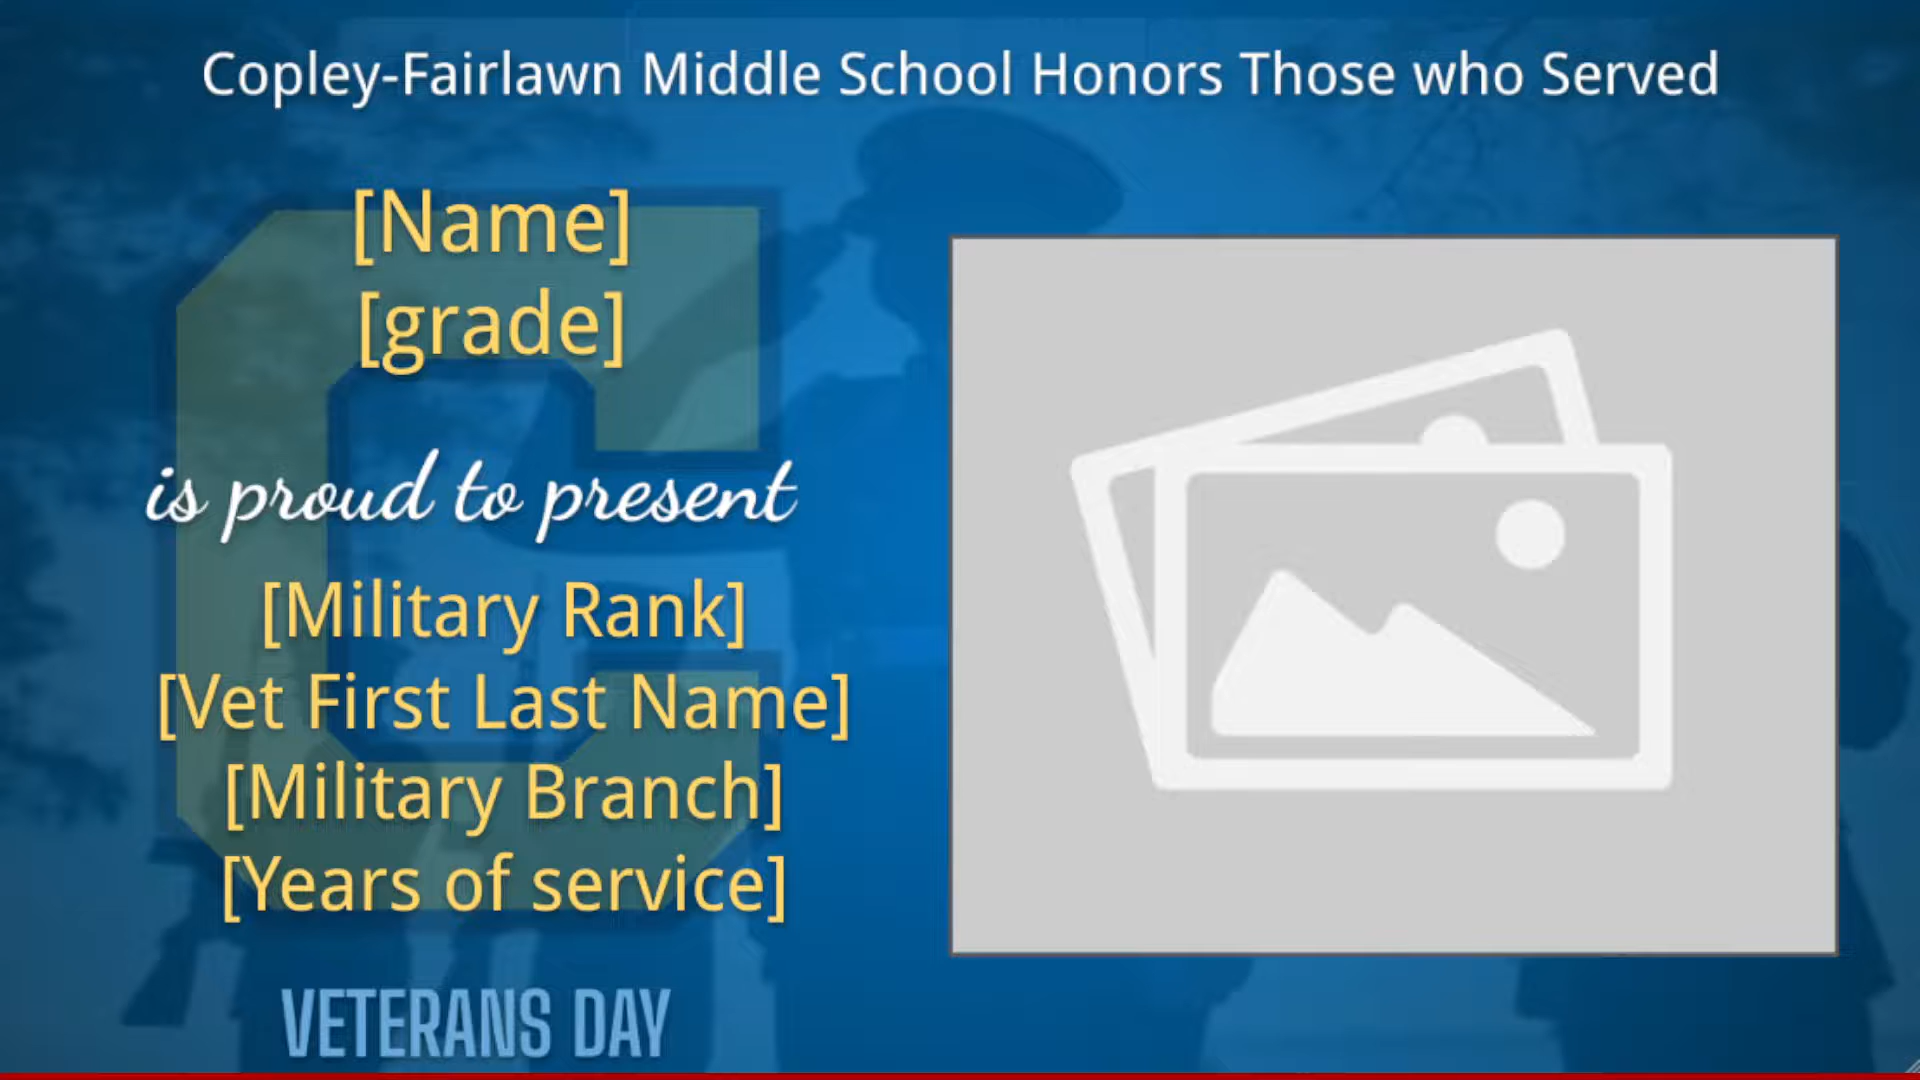 Copley-Fairlawn Middle School Honors Those who Served
[Name]
[grade]
is proud to present
[Military Rank]
[Vet First Last Name]
[Military Branch]
[Years of service]
VETERANS DAY